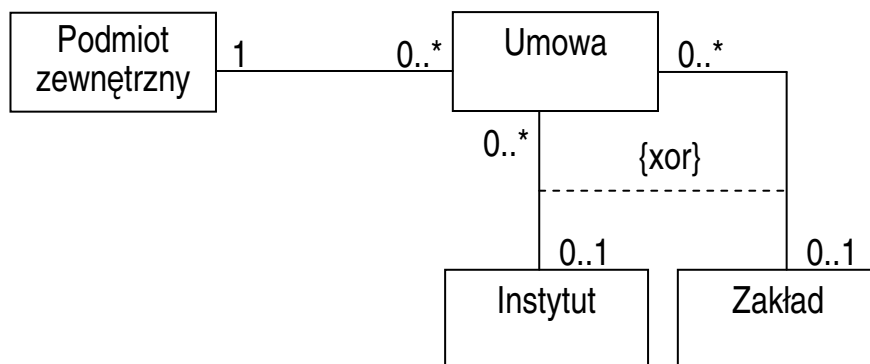 Podmiot
zewnętrzny
1
0..*
Umowa
0..*
0..*
{xor}
0..1
0..1
Instytut
Zakład